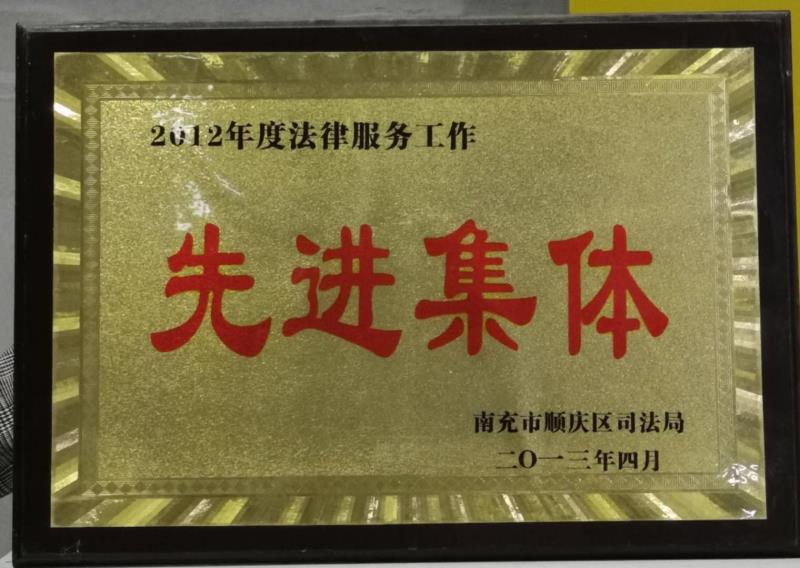 2012年度法律服务工作
先进集体
南充市顺庆区司法局
二〇一三年四月